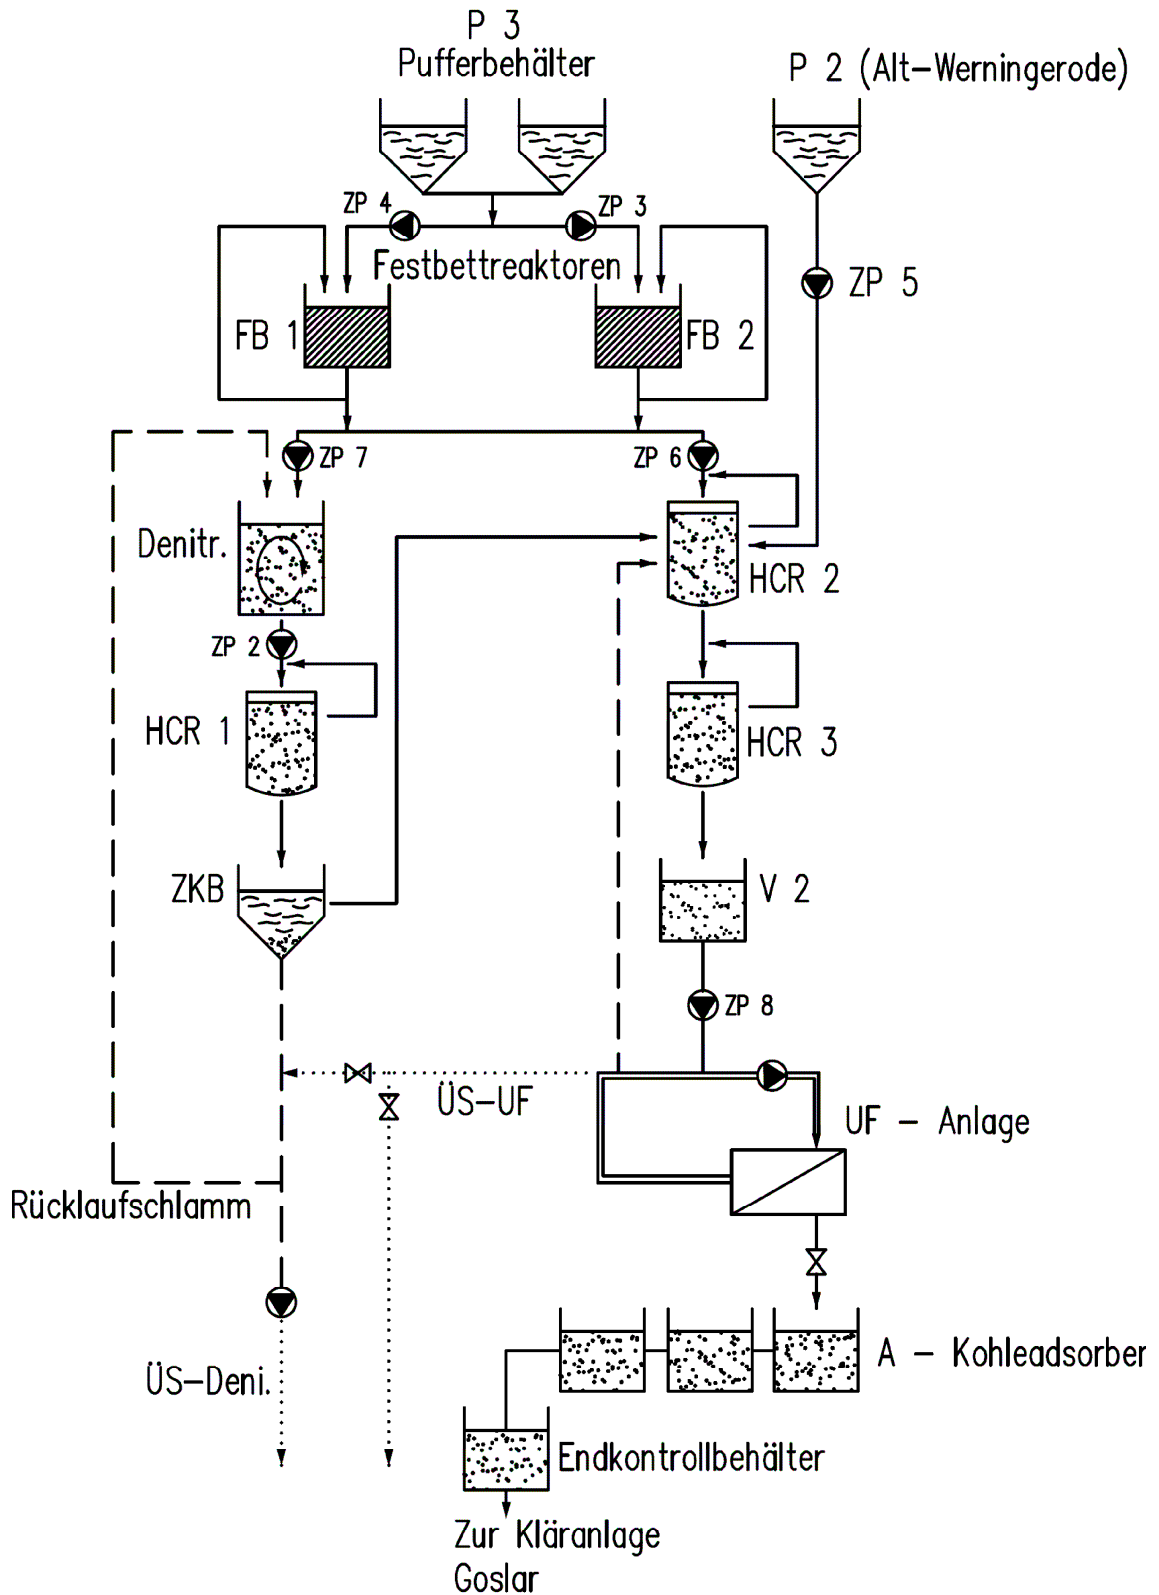 P 3
Pufferbehälter
P 2 (Alt-Werningerode)
ZP 4
ZP 3
Festbettreaktoren
ZP 5
FB 1
FB 2
ZP 7
ZP 6
Denitr.
HCR 2
ZP 2
HCR 1
HCR 3
ZKB
V 2
ZP 8
ÜS-UF
UF - Anlage
Rücklaufschlamm
A - Kohleadsorber
ÜS-Deni.
Endkontrollbehälter
Zur Kläranlage
Goslar